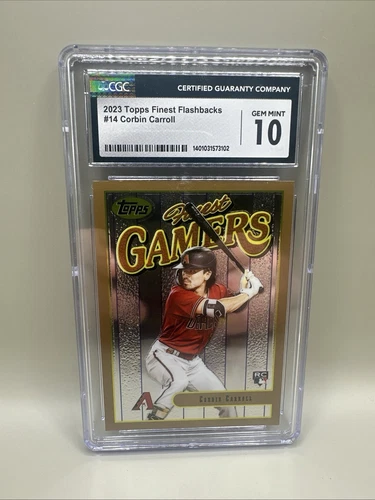 CGC
CERTIFIED GUARANTY COMPANY
2023 Topps Finest Flashbacks
#14 Corbin Carroll
GEM MINT
10
1401031573102
Topps
Finest
GAMERS
A
RC
Corbin Carroll